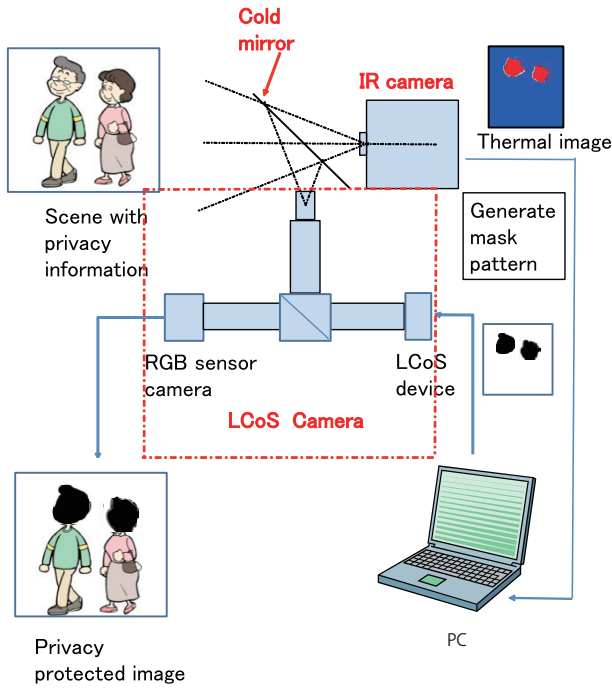 Cold
mirror
IR camera
Thermal image
Scene with
privacy
information
Generate
mask
pattern
RGB sensor
camera
LCoS
device
LCoS Camera
PC
Privacy
protected image